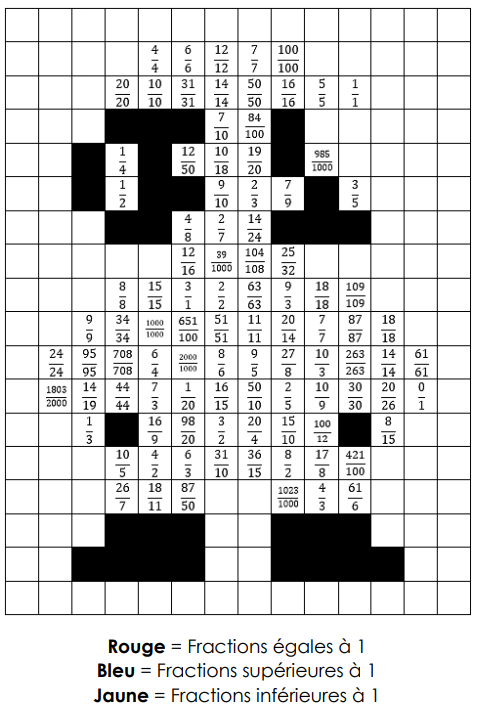 4/4 6/6 12/12 7/7 100/100
20/20 10/10 31/31 14/14 50/50 16/16 5/5 1/1
7/10 84/100
1/4 12/50 10/18 19/20 985/1000
1/2 9/10 2/3 7/9 3/5
4/8 2/7 14/24
12/16 39/1000 104/108 25/32
8/8 15/15 3/1 2/2 63/63 9/3 18/18 109/109
9/9 34/34 1000/1000 651/100 51/51 11/11 20/14 7/7 87/87 18/18
24/24 95/95 708/708 6/4 2000/1000 8/6 9/5 27/8 10/3 263/263 14/14 61/61
1803/2000 14/19 44/44 7/3 1/20 16/15 50/10 2/5 10/9 30/30 20/26 0/1
1/3 16/9 98/20 3/2 20/4 15/10 100/12 8/15
10/5 4/2 6/3 31/10 36/15 8/2 17/8 421/100
26/7 18/11 87/50 1023/1000 4/3 61/6
Rouge = Fractions égales à 1
Bleu = Fractions supérieures à 1
Jaune = Fractions inférieures à 1